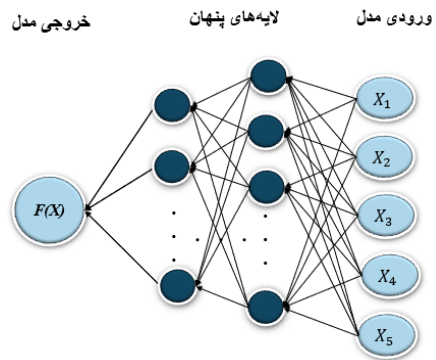 ورودی مدل
لایه‌های پنهان
خروجی مدل
X₁
X₂
X₃
X₄
X₅
F(X)